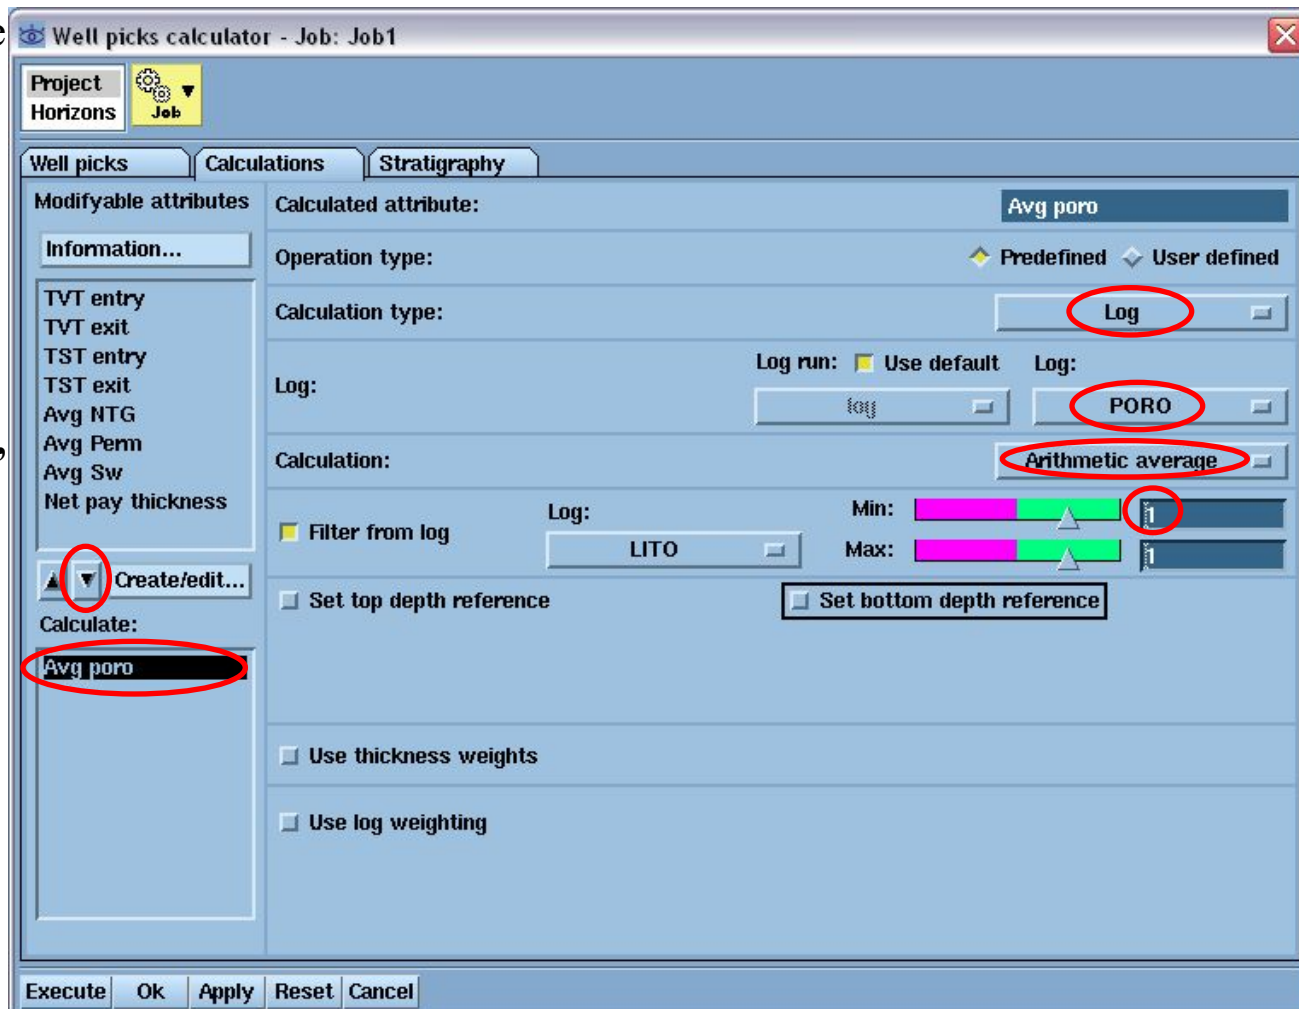 e
Well picks calculator - Job: Job1
Project
Horizons
Job
Well picks Calculations Stratigraphy
Modifyable attributes
Information...
TVT entry
TVT exit
TST entry
TST exit
Avg NTG
Avg Perm
Avg Sw
Net pay thickness
Create/edit...
Calculate:
Avg poro
,
Calculated attribute: Avg poro
Operation type: Predefined User defined
Calculation type: Log
Log run: Use default Log:
Log: log PORO
Calculation: Arithmetic average
Filter from log
Log:
LITO
Min: 1
Max: 1
Set top depth reference Set bottom depth reference
Use thickness weights
Use log weighting
Execute Ok Apply Reset Cancel